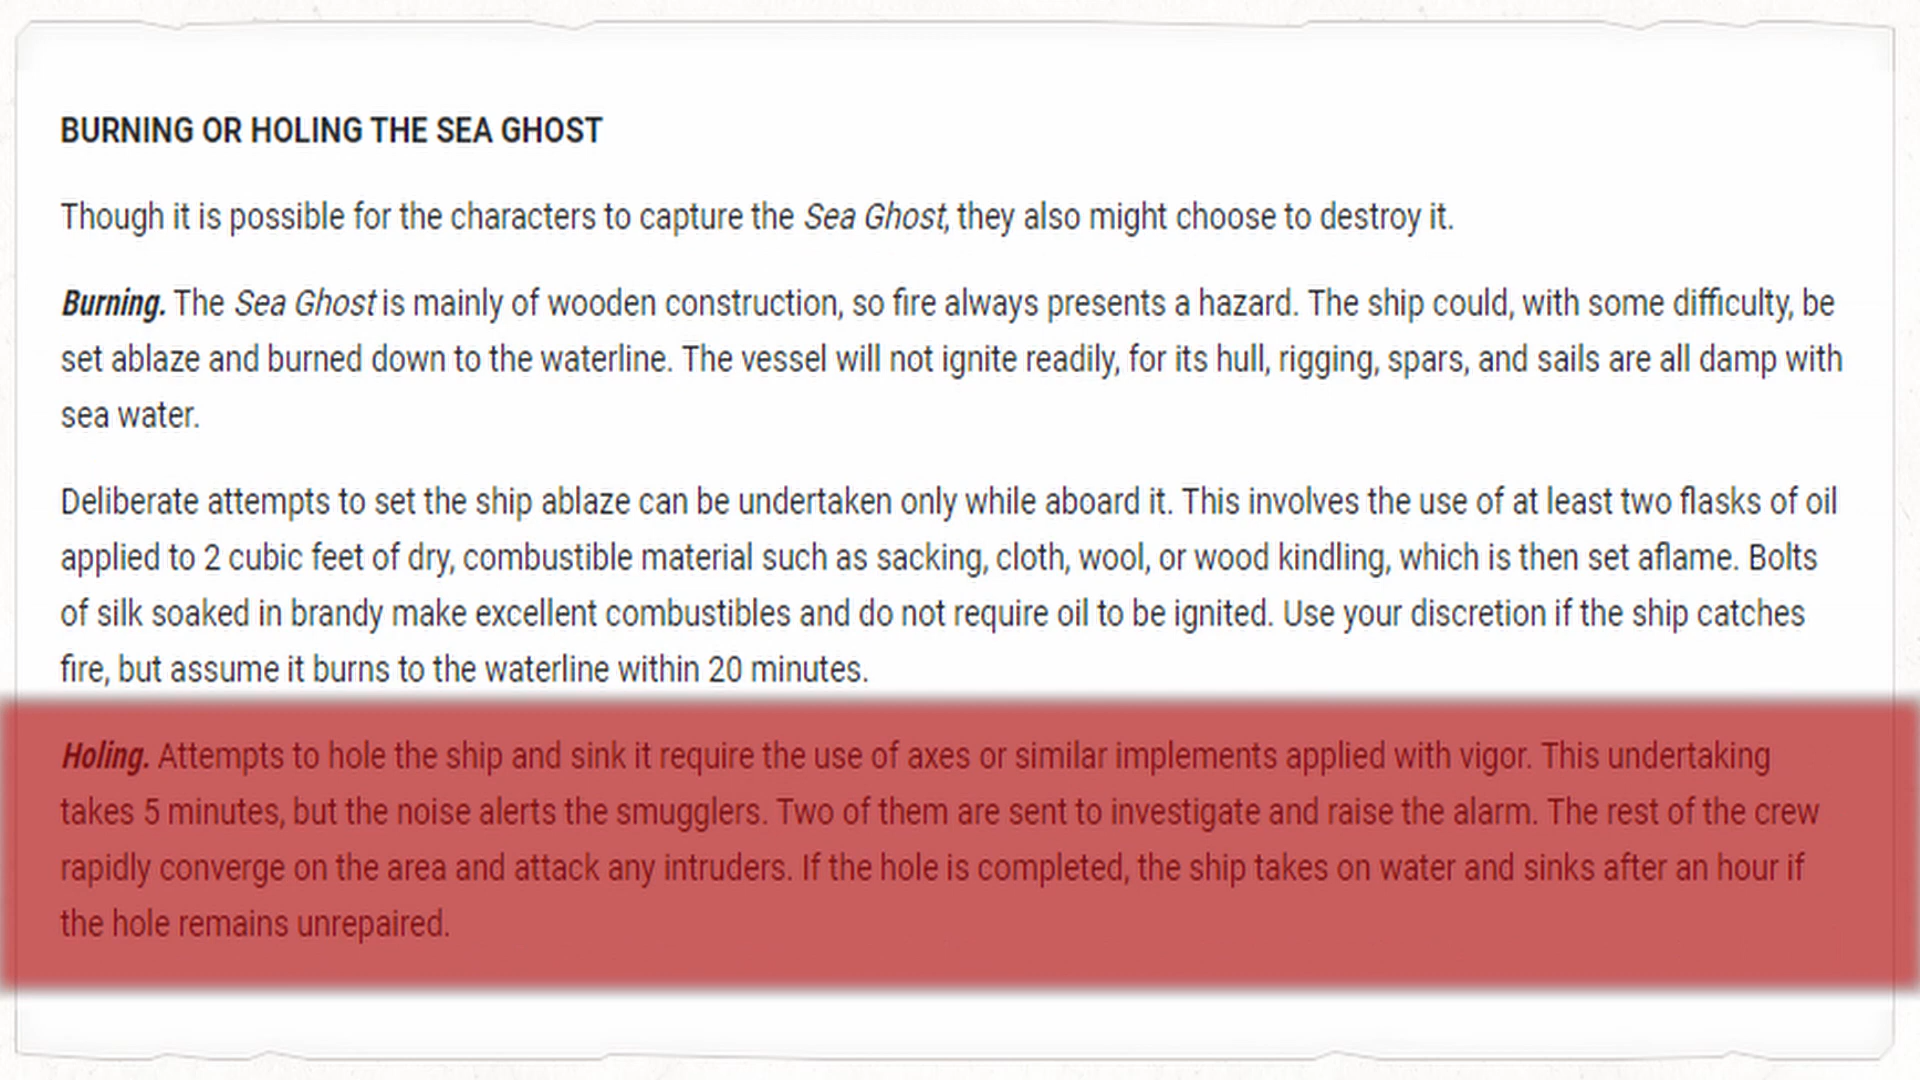 BURNING OR HOLING THE SEA GHOST
Though it is possible for the characters to capture the Sea Ghost, they also might choose to destroy it.
Burning. The Sea Ghost is mainly of wooden construction, so fire always presents a hazard. The ship could, with some difficulty, be
set ablaze and burned down to the waterline. The vessel will not ignite readily, for its hull, rigging, spars, and sails are all damp with
sea water.
Deliberate attempts to set the ship ablaze can be undertaken only while aboard it. This involves the use of at least two flasks of oil
applied to 2 cubic feet of dry, combustible material such as sacking, cloth, wool, or wood kindling, which is then set aflame. Bolts
of silk soaked in brandy make excellent combustibles and do not require oil to be ignited. Use your discretion if the ship catches
fire, but assume it burns to the waterline within 20 minutes.
Holing. Attempts to hole the ship and sink it require the use of axes or similar implements applied with vigor. This undertaking
takes 5 minutes, but the noise alerts the smugglers. Two of them are sent to investigate and raise the alarm. The rest of the crew
rapidly converge on the area and attack any intruders. If the hole is completed, the ship takes on water and sinks after an hour if
the hole remains unrepaired.